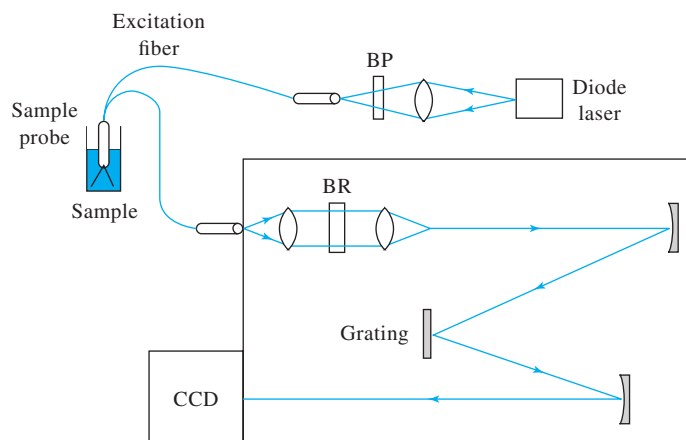 Excitation
fiber
BP
Diode
laser
Sample
probe
Sample
BR
Grating
CCD